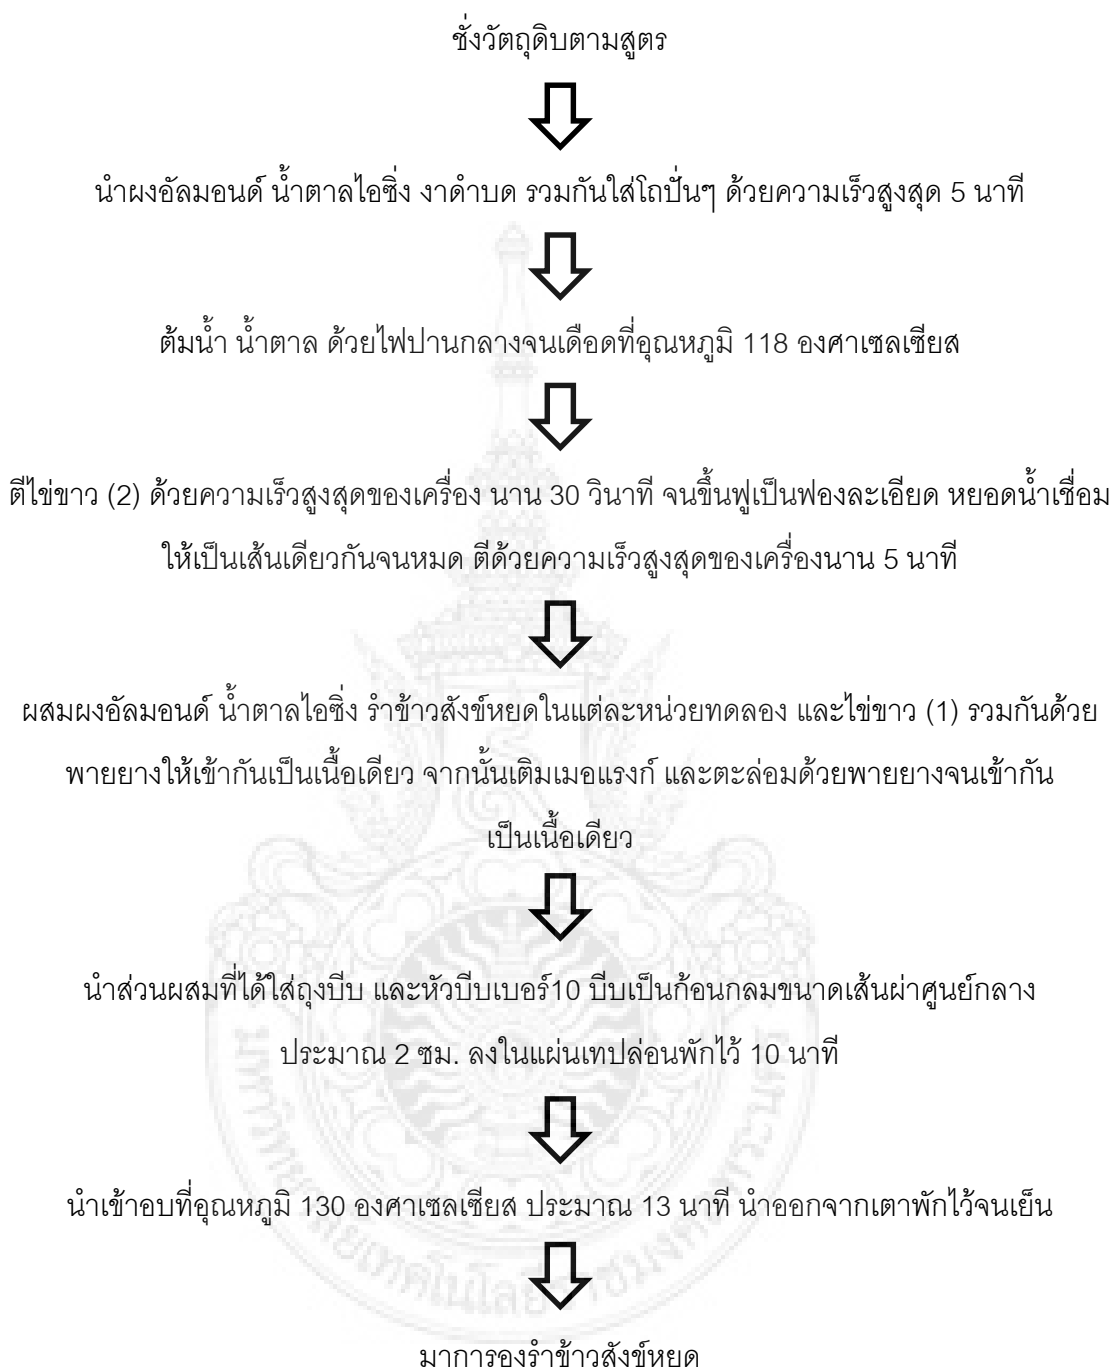 ชั่งวัตถุดิบตามสูตร
นำผงอัลมอนด์ น้ำตาลไอซิ่ง งาดำบด รวมกันใส่โถปั่นๆ ด้วยความเร็วสูงสุด 5 นาที
ต้มน้ำ น้ำตาล ด้วยไฟปานกลางจนเดือดที่อุณหภูมิ 118 องศาเซลเซียส
ตีไข่ขาว (2) ด้วยความเร็วสูงสุดของเครื่อง นาน 30 วินาที จนขึ้นฟูเป็นฟองละเอียด หยอดน้ำเชื่อม
ให้เป็นเส้นเดียวกันจนหมด ตีด้วยความเร็วสูงสุดของเครื่องนาน 5 นาที
ผสมผงอัลมอนด์ น้ำตาลไอซิ่ง รำข้าวสังข์หยดในแต่ละหน่วยทดลอง และไข่ขาว (1) รวมกันด้วย
พายยางให้เข้ากันเป็นเนื้อเดียว จากนั้นเติมเมอแรงก์ และตะล่อมด้วยพายยางจนเข้ากัน
เป็นเนื้อเดียว
นำส่วนผสมที่ได้ใส่ถุงบีบ และหัวบีบเบอร์10 บีบเป็นก้อนกลมขนาดเส้นผ่าศูนย์กลาง
ประมาณ 2 ซม. ลงในแผ่นเทปล่อนพักไว้ 10 นาที
นำเข้าอบที่อุณหภูมิ 130 องศาเซลเซียส ประมาณ 13 นาที นำออกจากเตาพักไว้จนเย็น
มาการองรำข้าวสังข์หยด